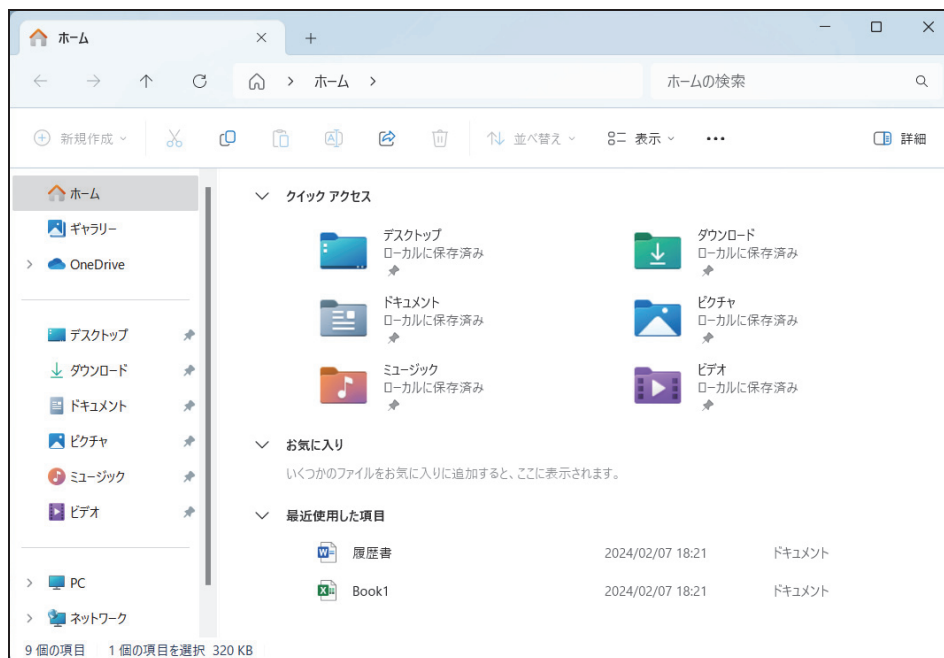 ホーム
ホーム
ホームの検索
新規作成
並べ替え
表示
詳細
ホーム
ギャラリー
OneDrive
デスクトップ
ダウンロード
ドキュメント
ピクチャ
ミュージック
ビデオ
PC
ネットワーク
クイック アクセス
デスクトップ
ローカルに保存済み
ダウンロード
ローカルに保存済み
ドキュメント
ローカルに保存済み
ピクチャ
ローカルに保存済み
ミュージック
ローカルに保存済み
ビデオ
ローカルに保存済み
お気に入り
いくつかのファイルをお気に入りに追加すると、ここに表示されます。
最近使用した項目
履歴書 2024/02/07 18:21 ドキュメント
Book1 2024/02/07 18:21 ドキュメント
9 個の項目 1 個の項目を選択 320 KB